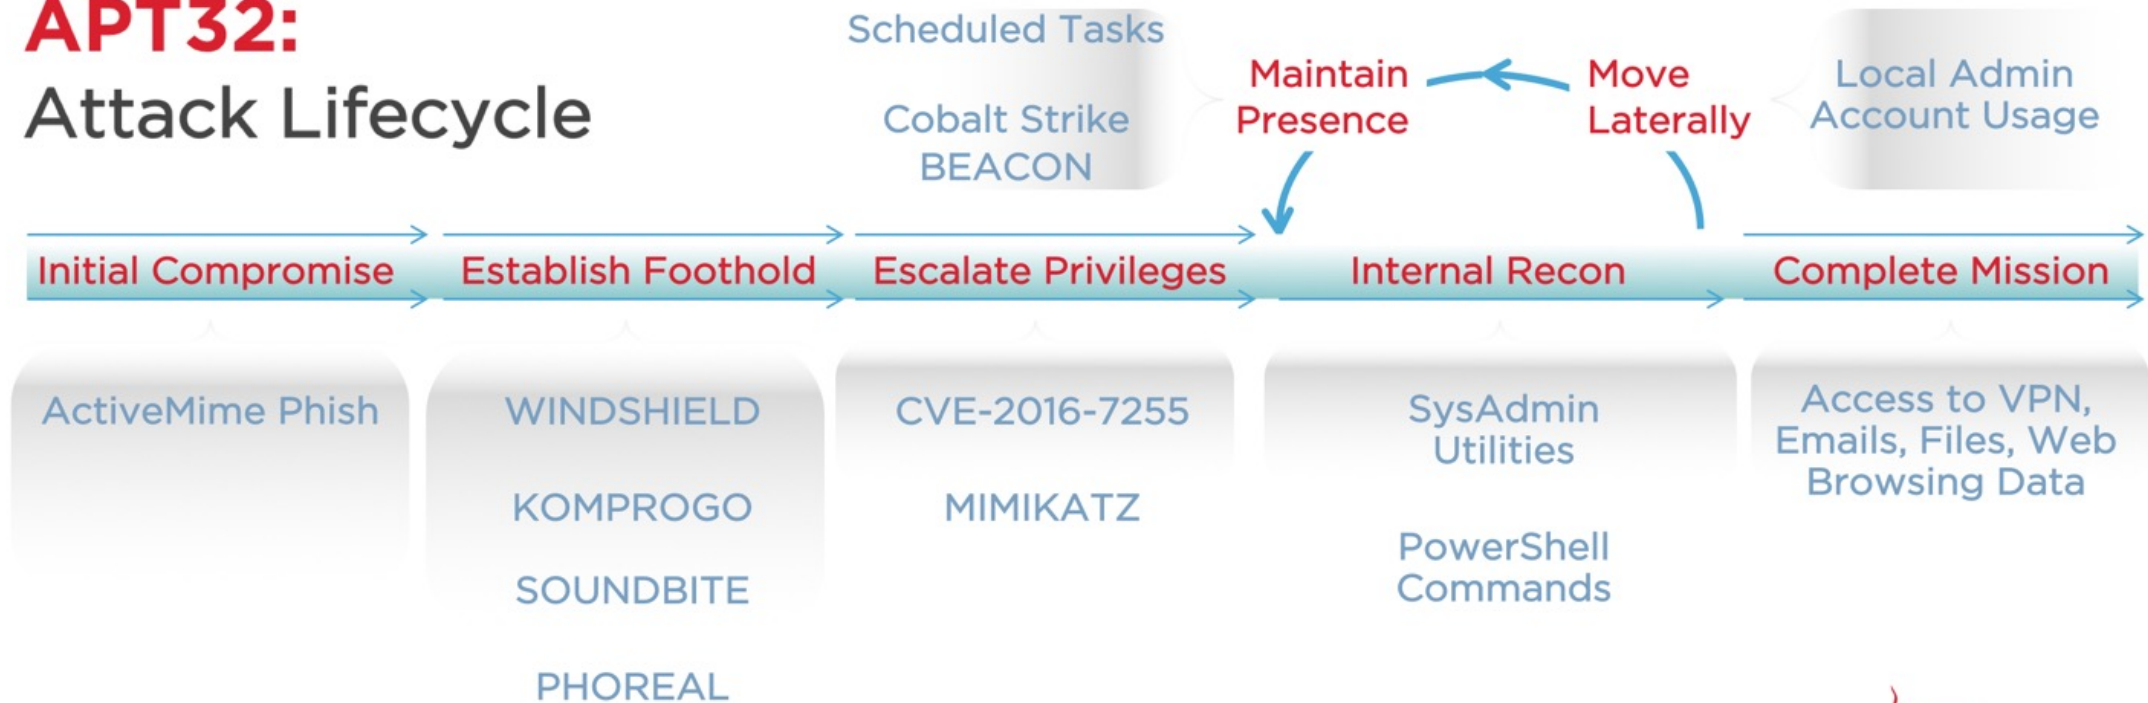 APT32:
Attack Lifecycle
Scheduled Tasks
Cobalt Strike
BEACON
Maintain
Presence
Move
Laterally
Local Admin
Account Usage
Initial Compromise
Establish Foothold
Escalate Privileges
Internal Recon
Complete Mission
ActiveMime Phish
WINDSHIELD
KOMPROGO
SOUNDBITE
PHOREAL
CVE-2016-7255
MIMIKATZ
SysAdmin
Utilities
PowerShell
Commands
Access to VPN,
Emails, Files, Web
Browsing Data